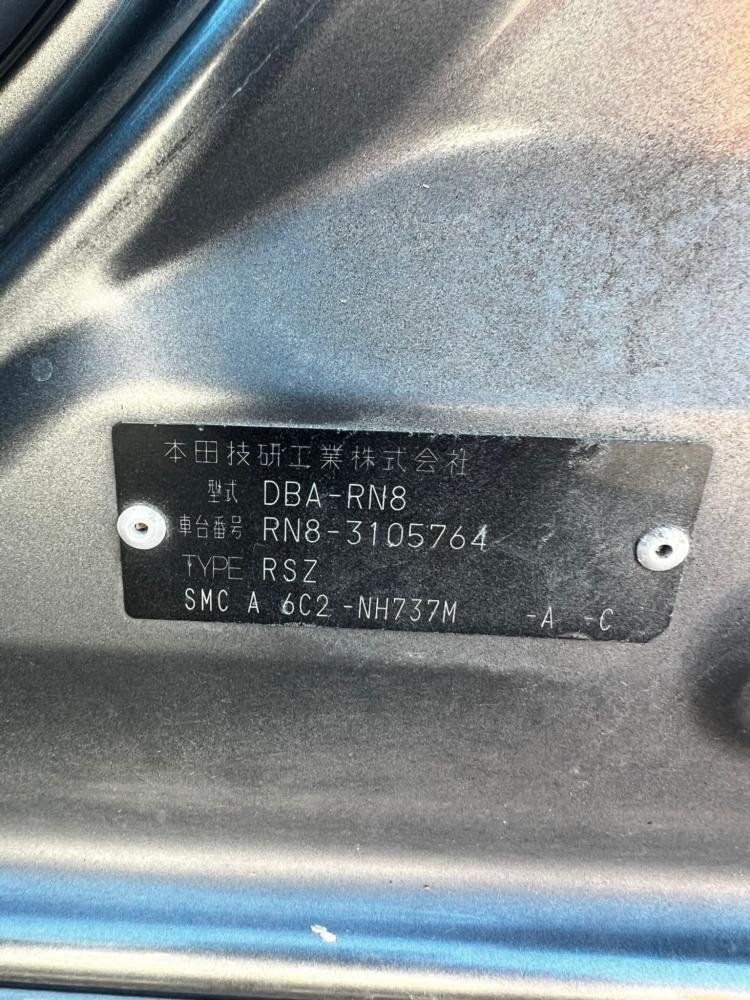 本田技研工業株式会社
型式 DBA-RN8
車台番号 RN8-3105764
TYPE RSZ
SMC A 6C2 -NH737M -A -C